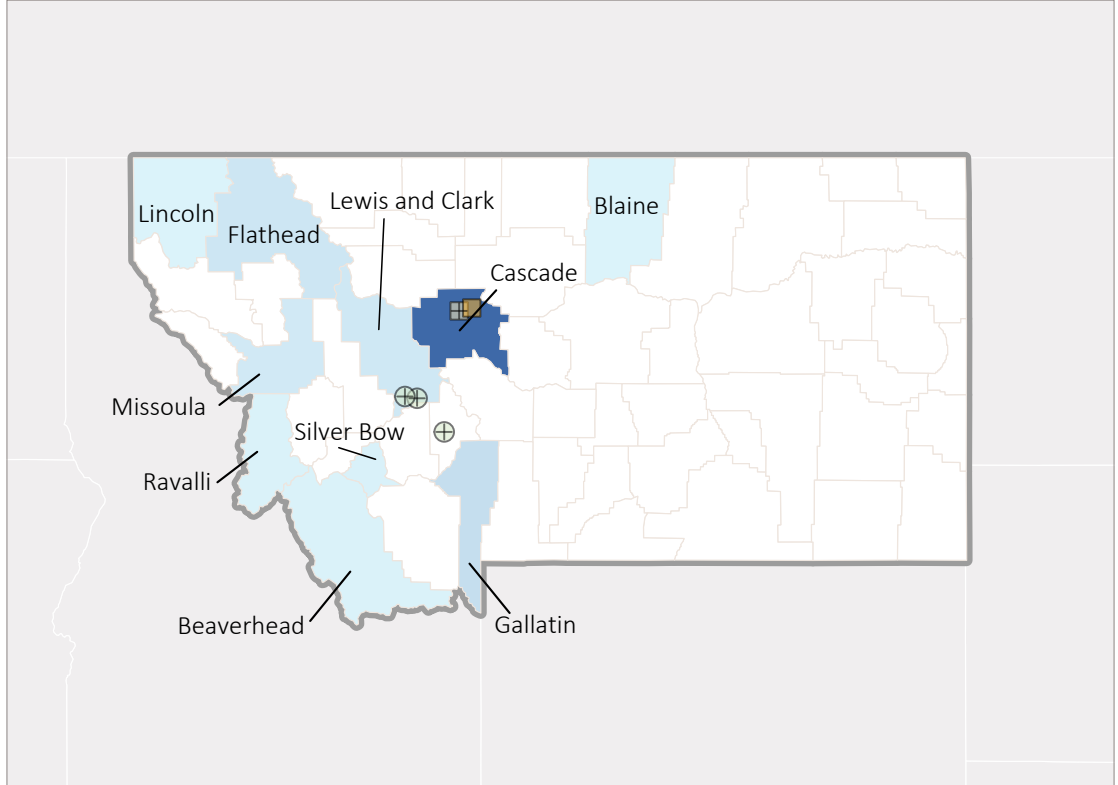 Lewis and Clark
Blaine
Lincoln
Flathead
Cascade
Missoula
Silver Bow
Ravalli
Beaverhead
Gallatin